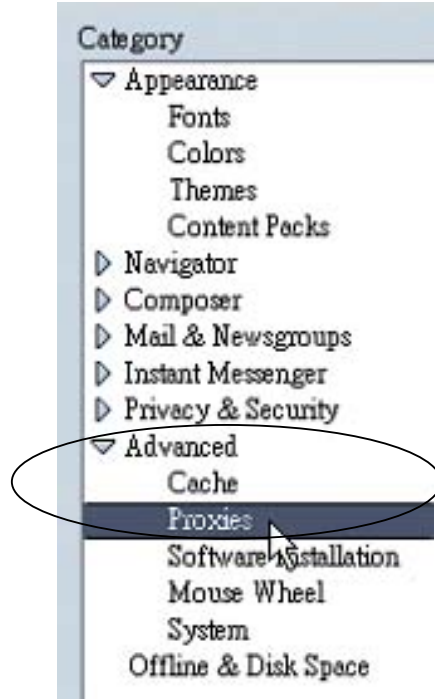 Category
Appearance
Fonts
Colors
Themes
Content Packs
Navigator
Composer
Mail & Newsgroups
Instant Messenger
Privacy & Security
Advanced
Cache
Proxies
Software Installation
Mouse Wheel
System
Offline & Disk Space